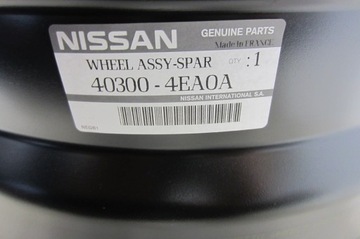 NISSAN
GENUINE PARTS
Made in FRANCE
WHEEL ASSY-SPAR QTY :1
40300 - 4EA0A
NISSAN INTERNATIONAL S.A.